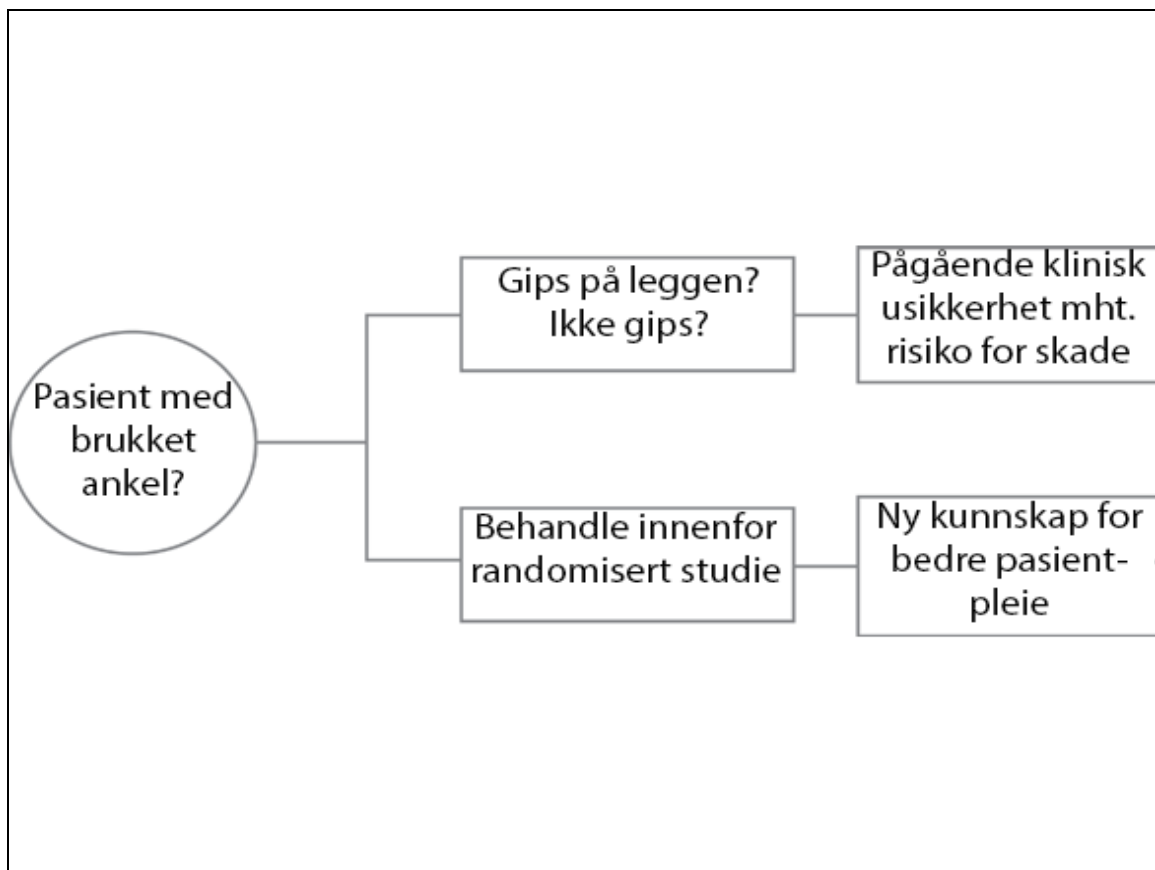 Pasient med
brukket
ankel?
Gips på leggen?
Ikke gips?
Pågående klinisk
usikkerhet mht.
risiko for skade
Behandle innenfor
randomisert studie
Ny kunnskap for
bedre pasient-
pleie